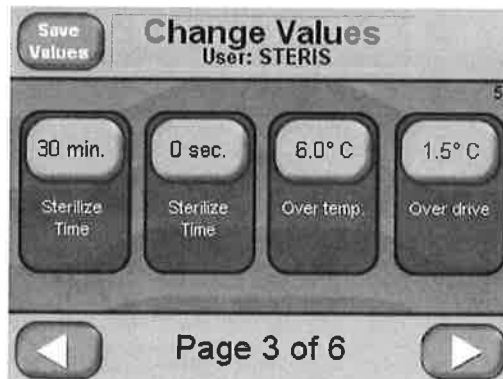 Save Values
Change Values
User: STERIS
5
30 min.
Sterilize Time
0 sec.
Sterilize Time
6.0° C
Over temp.
1.5° C
Over drive
Page 3 of 6